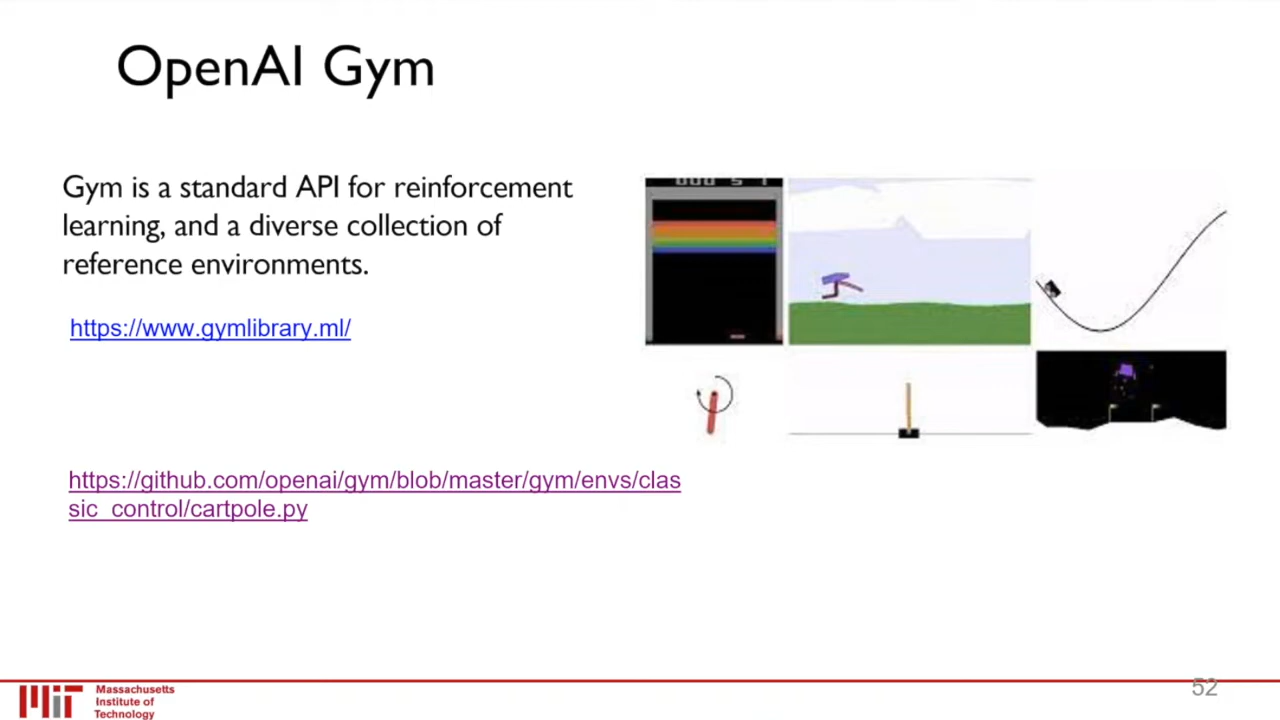 OpenAI Gym
Gym is a standard API for reinforcement
learning, and a diverse collection of
reference environments.
https://www.gymlibrary.ml/
https://github.com/openai/gym/blob/master/gym/envs/clas
sic_control/cartpole.py
Massachusetts
Institute of
Technology
52